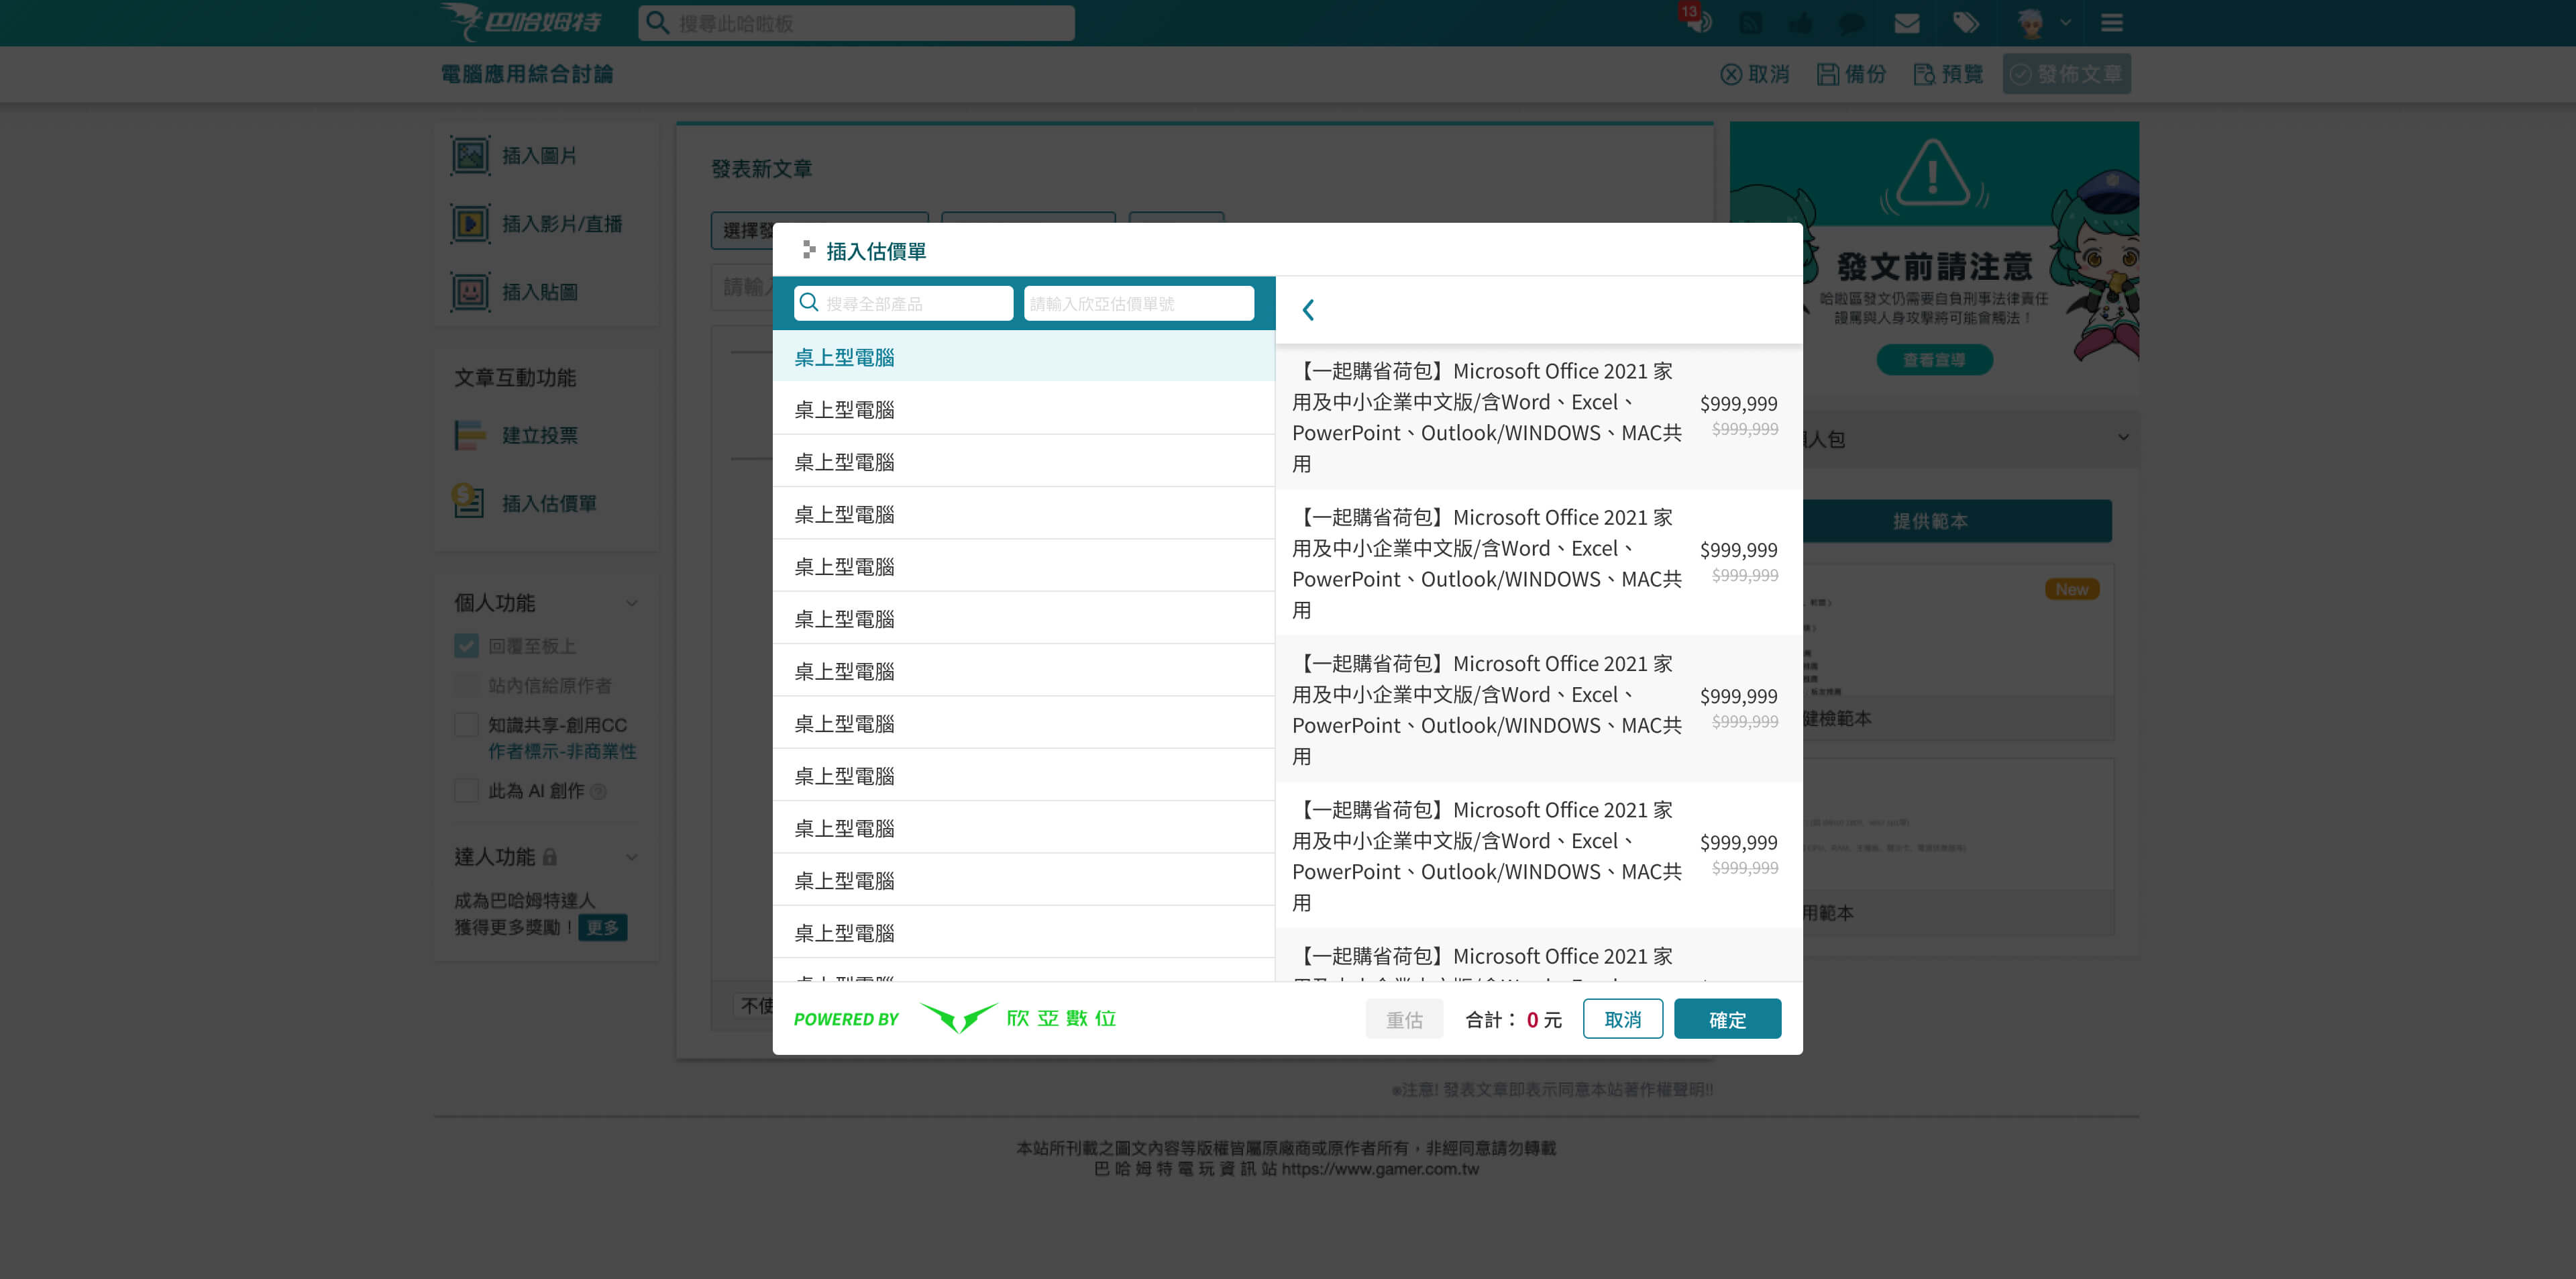 巴哈姆特
搜尋此哈啦板
13
電腦應用綜合討論
取消
備份
預覽
發佈文章
插入圖片
插入影片/直播
插入貼圖
文章互動功能
建立投票
插入估價單
個人功能
回覆至板上
站內信給原作者
知識共享-創用CC
作者標示-非商業性
此為 AI 創作
達人功能
成為巴哈姆特達人
獲得更多獎勵！
更多
發表新文章
選擇發
請輸入
不使
插入估價單
搜尋全部產品
請輸入欣亞估價單號
桌上型電腦
桌上型電腦
桌上型電腦
桌上型電腦
桌上型電腦
桌上型電腦
桌上型電腦
桌上型電腦
桌上型電腦
桌上型電腦
桌上型電腦
桌上型電腦
桌上型電腦
【一起購省荷包】Microsoft Office 2021 家
用及中小企業中文版/含Word、Excel、
PowerPoint、Outlook/WINDOWS、MAC共
用
$999,999
$999,999
【一起購省荷包】Microsoft Office 2021 家
用及中小企業中文版/含Word、Excel、
PowerPoint、Outlook/WINDOWS、MAC共
用
$999,999
$999,999
【一起購省荷包】Microsoft Office 2021 家
用及中小企業中文版/含Word、Excel、
PowerPoint、Outlook/WINDOWS、MAC共
用
$999,999
$999,999
【一起購省荷包】Microsoft Office 2021 家
用及中小企業中文版/含Word、Excel、
PowerPoint、Outlook/WINDOWS、MAC共
用
$999,999
$999,999
【一起購省荷包】Microsoft Office 2021 家
用及中小企業中文版/含Word、Excel、
POWERED BY
欣亞數位
重估
合計： 0 元
取消
確定
發文前請注意
哈啦區發文仍需要自負刑事法律責任
謾罵與人身攻擊將可能會觸法！
查看宣導
人包
提供範本
New
健檢範本
用範本
※注意! 發表文章即表示同意本站著作權聲明!!
本站所刊載之圖文內容等版權皆屬原廠商或原作者所有，非經同意請勿轉載
巴 哈 姆 特 電 玩 資 訊 站 https://www.gamer.com.tw